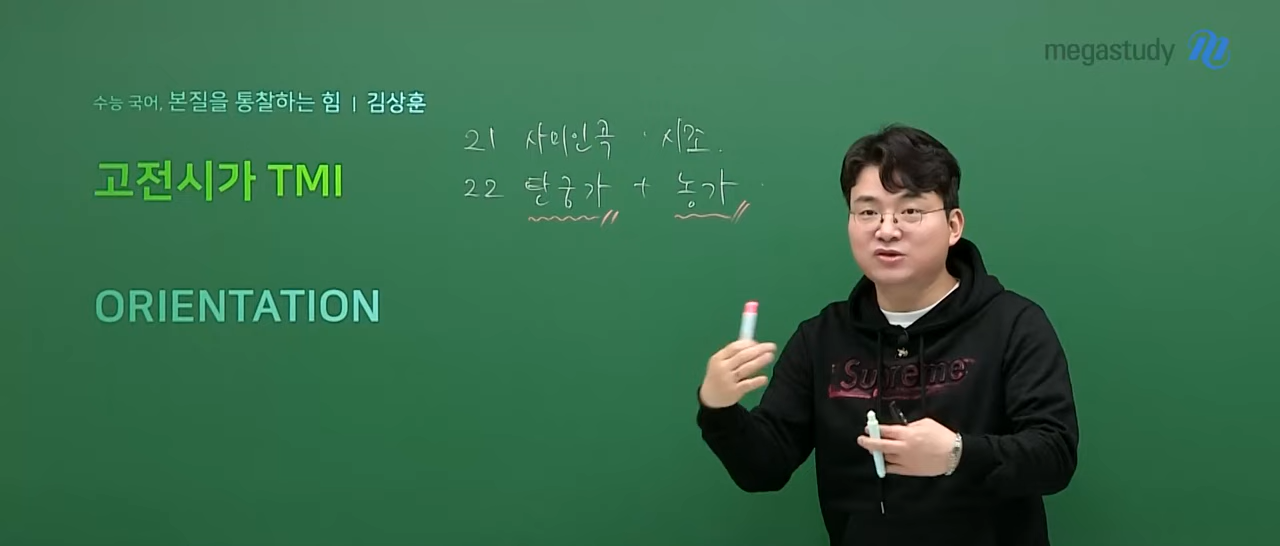 megastudy
수능 국어, 본질을 통찰하는 힘 | 김상훈
고전시가 TMI
ORIENTATION
21 사미인곡 · 시조.
22 탄궁가 + 농가
Supreme